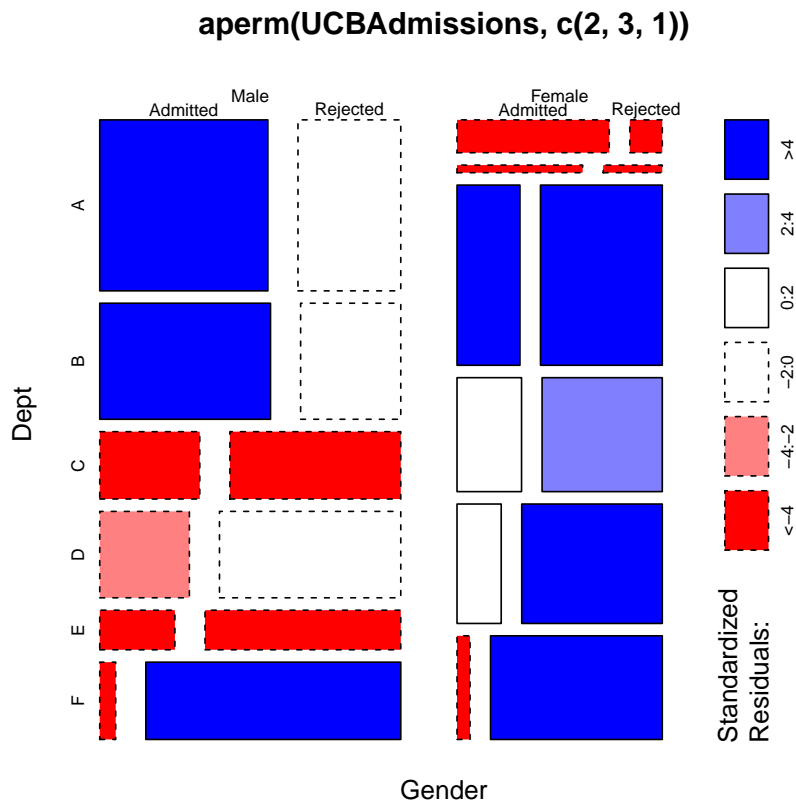 aperm(UCBAdmissions, c(2, 3, 1))
Male
Female
Admitted
Rejected
Admitted
Rejected
A
B
C
D
E
F
Dept
Gender
Standardized
Residuals:
<−4
−4:−2
−2:0
0:2
2:4
>4